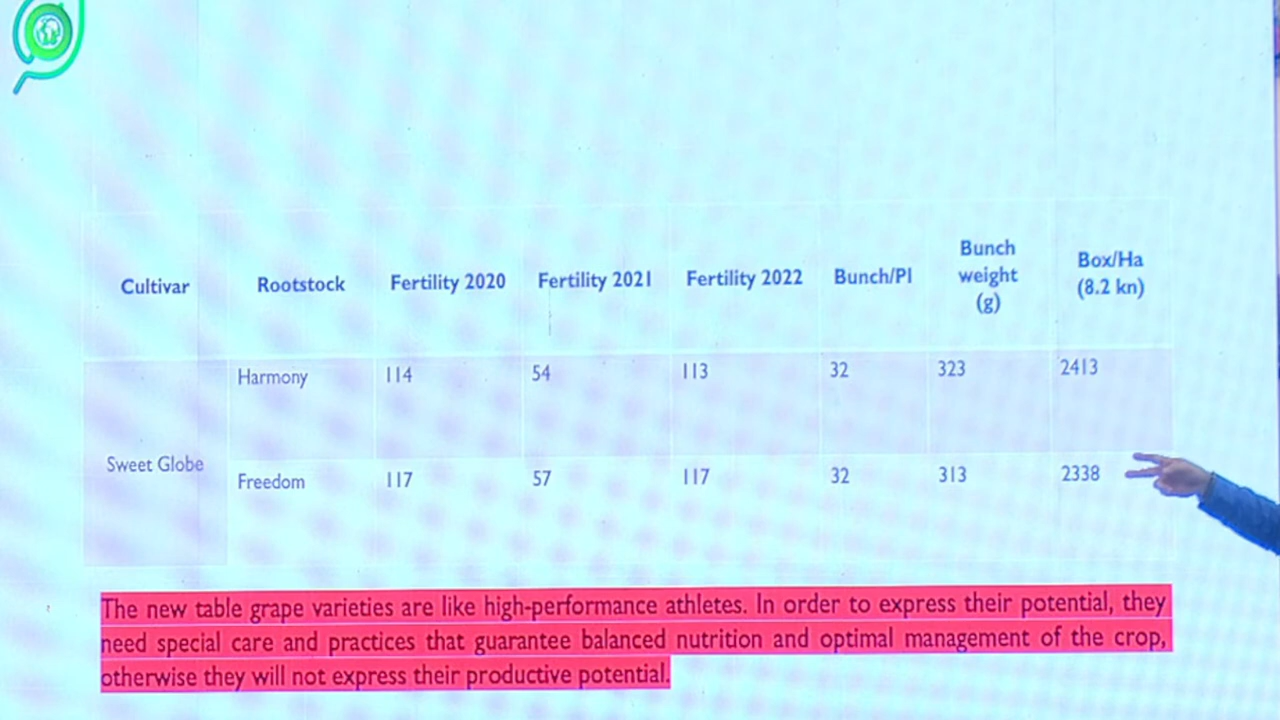 Cultivar Rootstock Fertility 2020 Fertility 2021 Fertility 2022 Bunch/Pl Bunch weight (g) Box/Ha (8.2 kn)
Sweet Globe
Harmony 114 54 113 32 323 2413
Freedom 117 57 117 32 313 2338
The new table grape varieties are like high-performance athletes. In order to express their potential, they
need special care and practices that guarantee balanced nutrition and optimal management of the crop,
otherwise they will not express their productive potential.